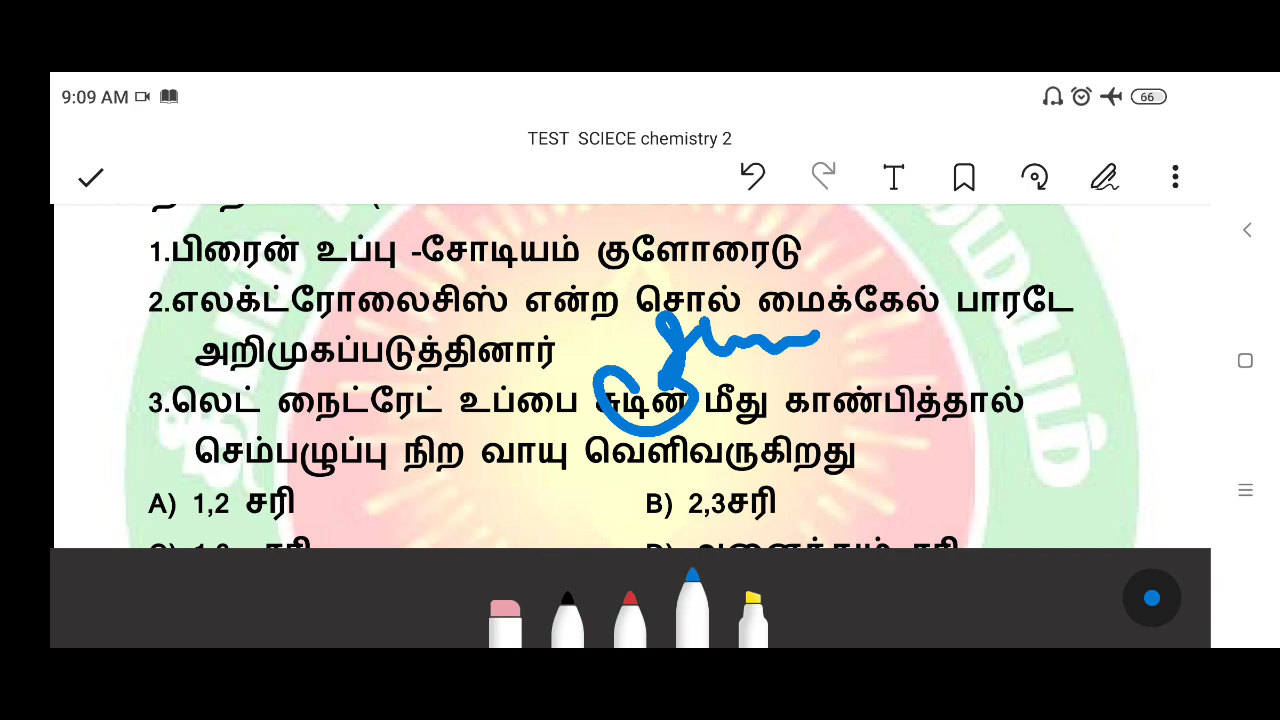 9:09 AM 66
TEST SCIECE chemistry 2
1.பிரைன் உப்பு -சோடியம் குளோரைடு
2.எலக்ட்ரோலைசிஸ் என்ற சொல் மைக்கேல் பாரடே
அறிமுகப்படுத்தினார்
3.லெட் நைட்ரேட் உப்பை சுடின் மீது காண்பித்தால்
செம்பழுப்பு நிற வாயு வெளிவருகிறது
A) 1,2 சரி B) 2,3சரி